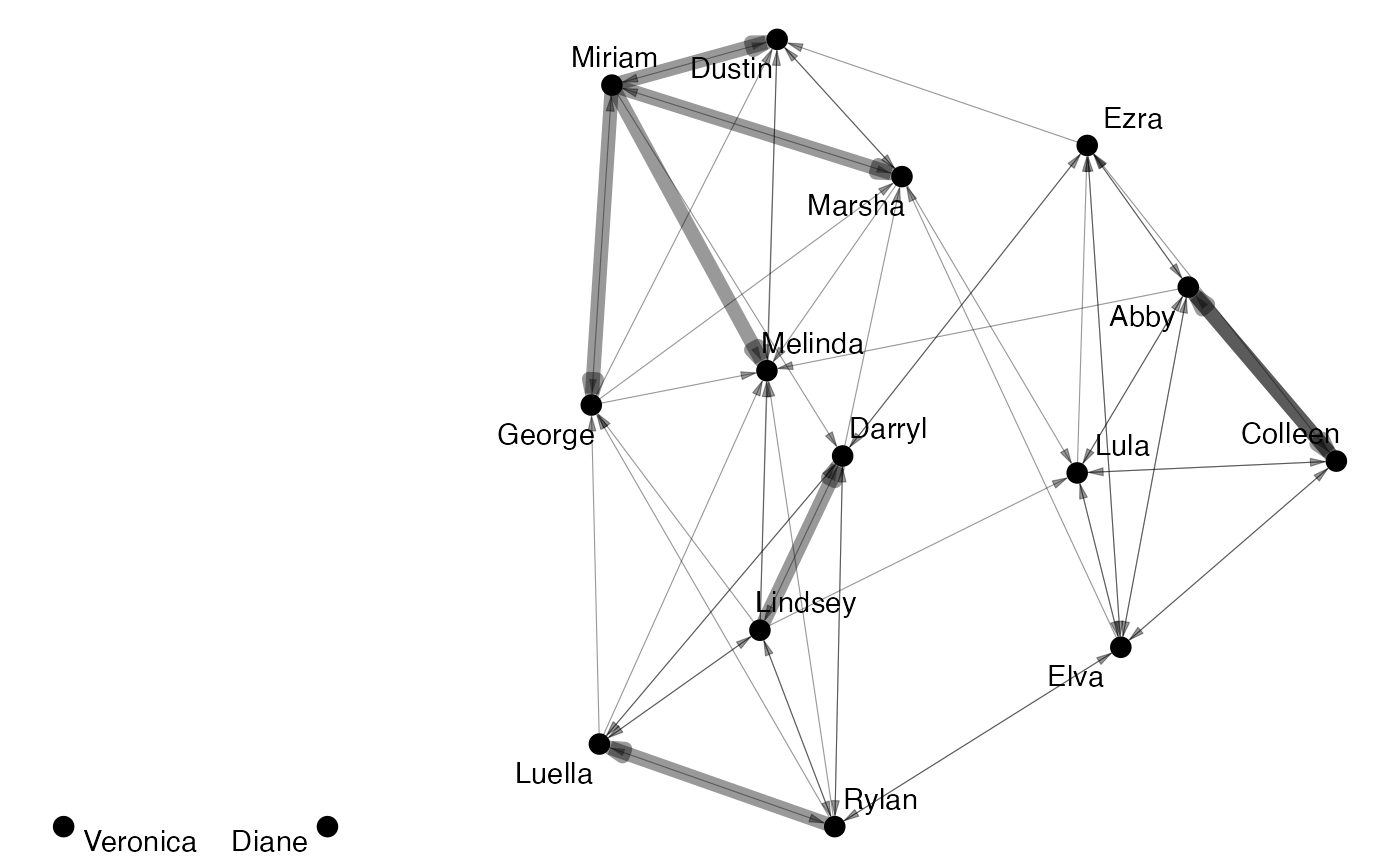 Miriam
Dustin
Ezra
Marsha
Abby
Melinda
George
Darryl
Lula
Colleen
Lindsey
Elva
Luella
Rylan
Veronica
Diane